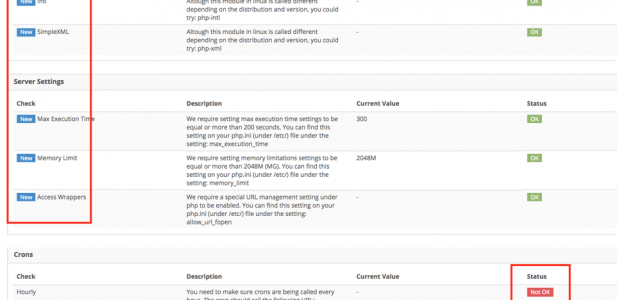 New Intl
Altough this module in linux is called different
depending on the distribution and version, you could
try: php-intl
-
OK
New SimpleXML
Altough this module in linux is called different
depending on the distribution and version, you could
try: php-xml
-
OK
Server Settings
Check Description Current Value Status
New Max Execution Time
We require setting max execution time settings to be
equal or more than 200 seconds. You can find this
setting on your php.ini (under /etc/) file under the
setting: max_execution_time
300
OK
New Memory Limit
We require setting memory limitations settings to be
equal or more than 2048M (MG). You can find this
setting on your php.ini (under /etc/) file under the
setting: memory_limit
2048M
OK
New Access Wrappers
We require a special URL management setting under
php to be enabled. You can find this setting on your
php.ini (under /etc/) file under the setting:
allow_url_fopen
-
OK
Crons
Check Description Current Value Status
Hourly
You need to make sure crons are being called every
hour. The cron should call the following URL:
-
Not OK